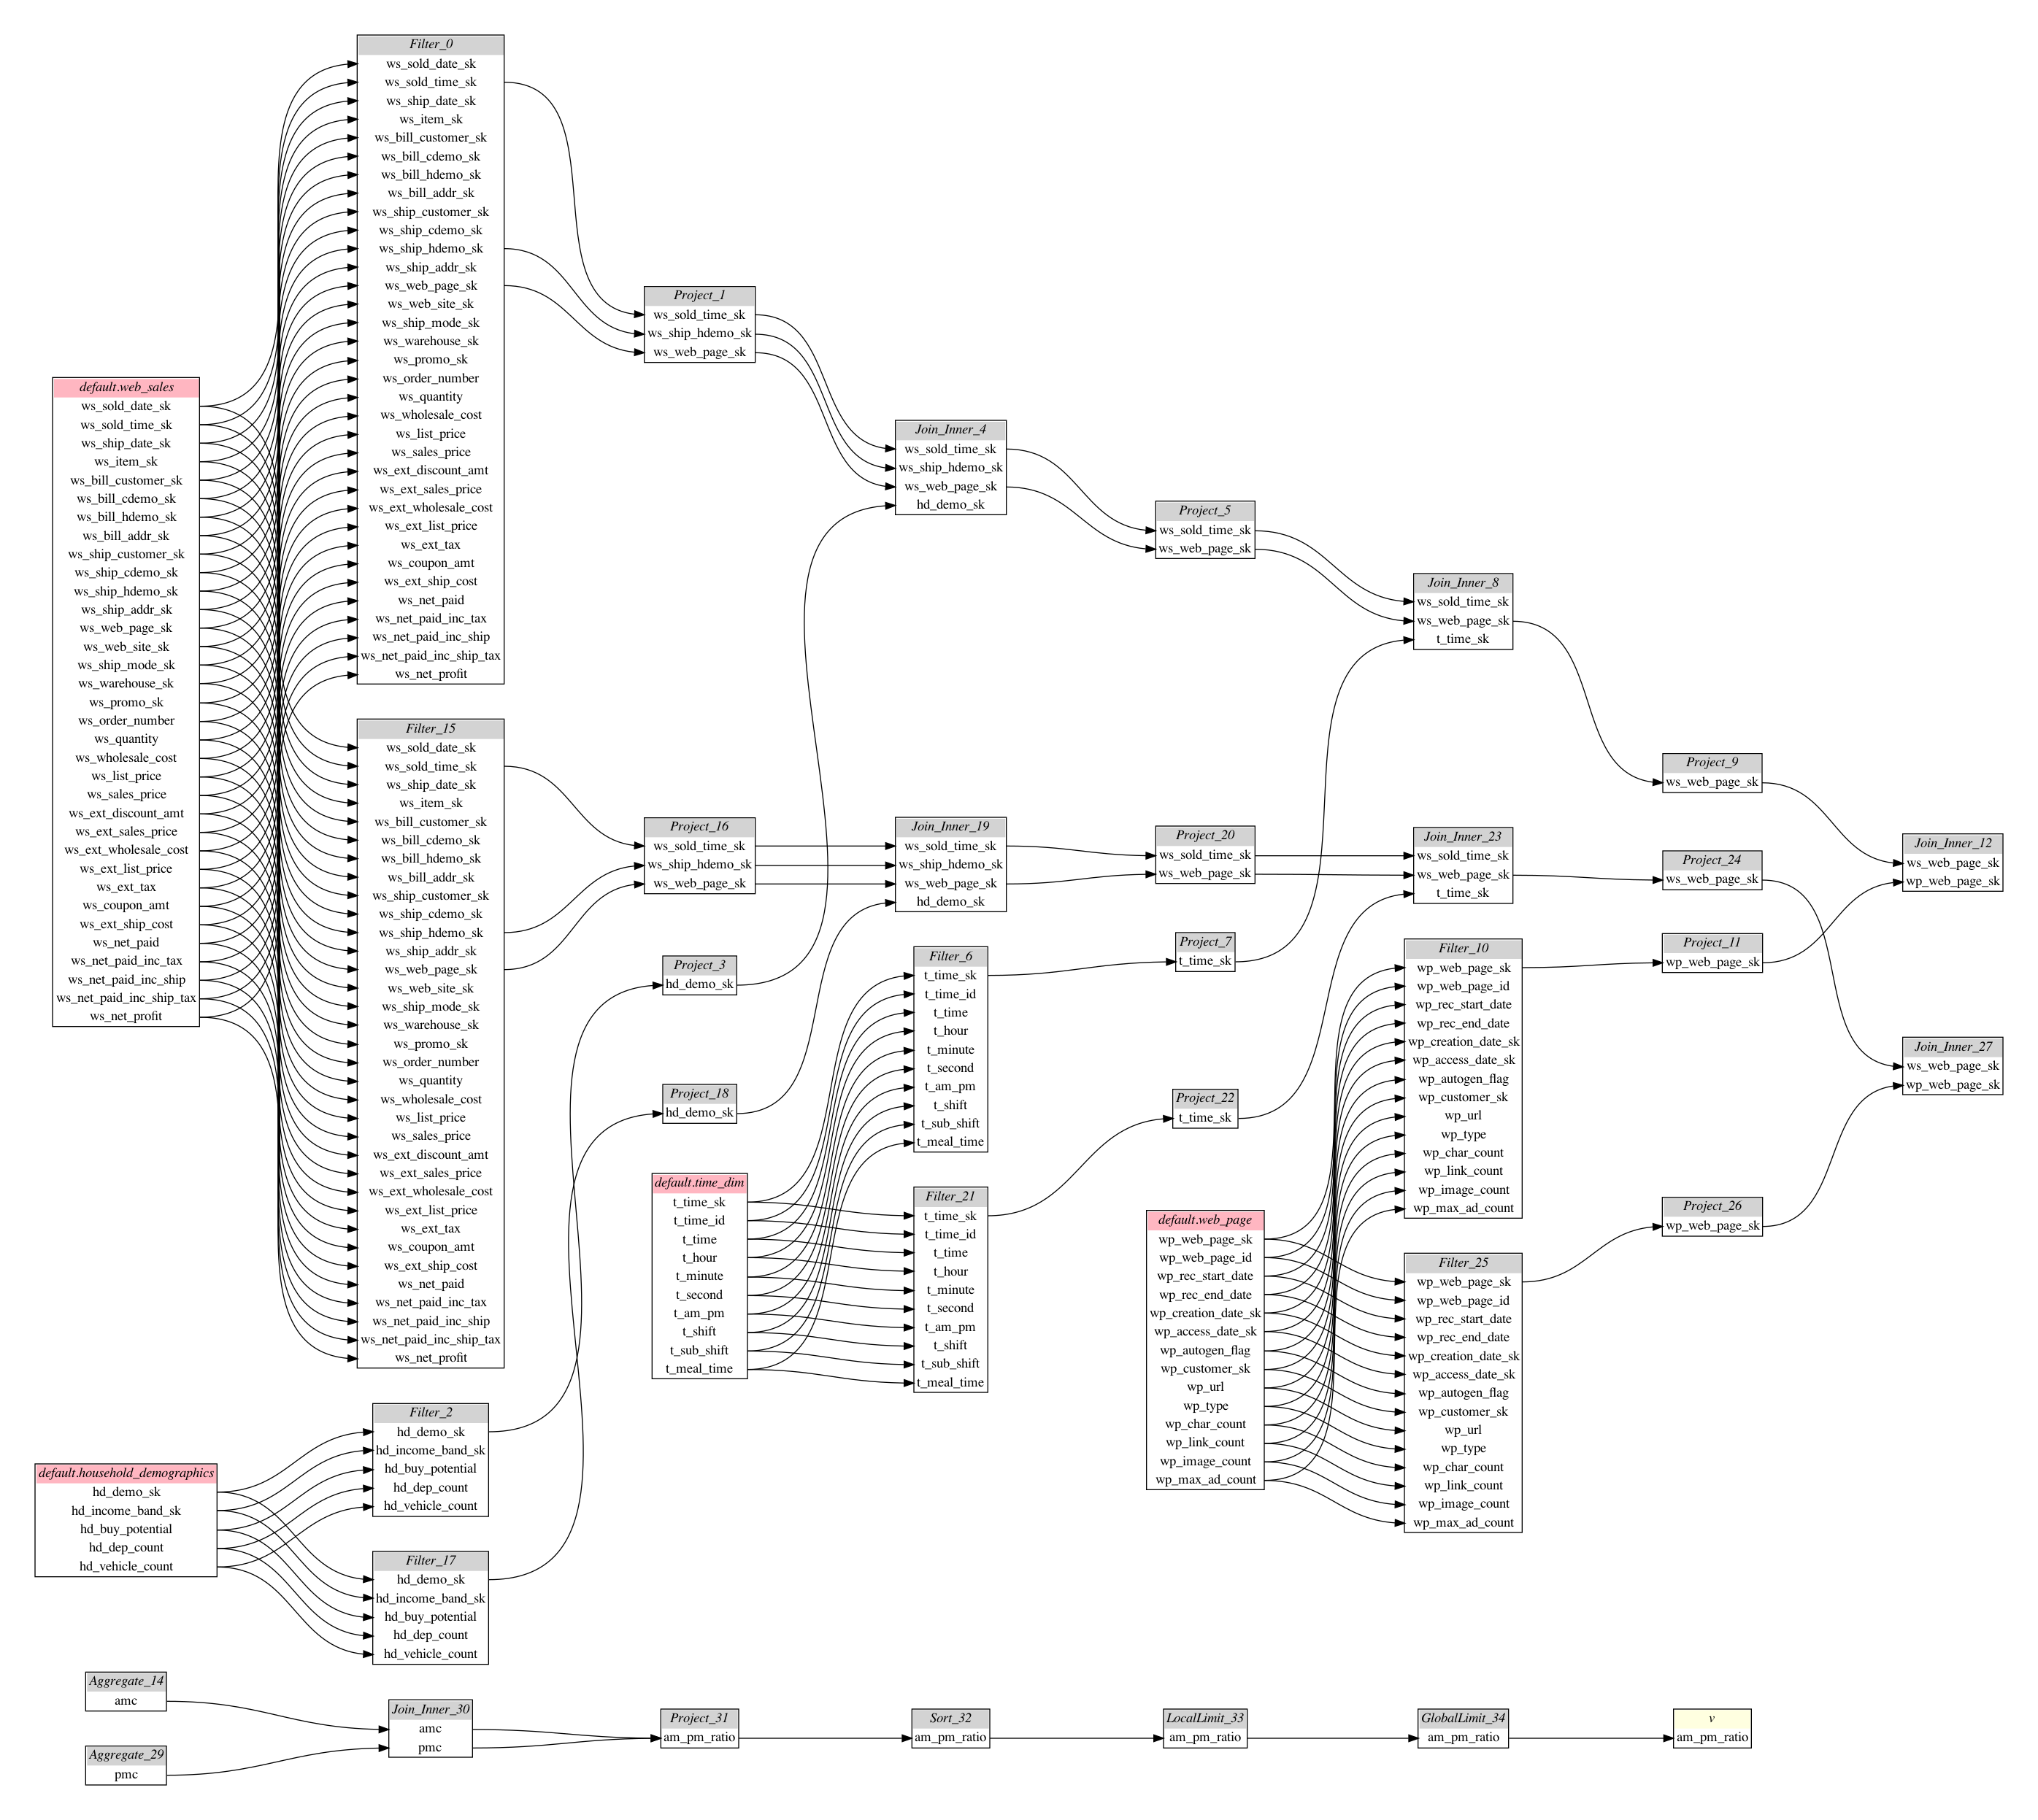 Filter_0
ws_sold_date_sk
ws_sold_time_sk
ws_ship_date_sk
ws_item_sk
ws_bill_customer_sk
ws_bill_cdemo_sk
ws_bill_hdemo_sk
ws_bill_addr_sk
ws_ship_customer_sk
ws_ship_cdemo_sk
ws_ship_hdemo_sk
ws_ship_addr_sk
ws_web_page_sk
ws_web_site_sk
ws_ship_mode_sk
ws_warehouse_sk
ws_promo_sk
ws_order_number
ws_quantity
ws_wholesale_cost
ws_list_price
ws_sales_price
ws_ext_discount_amt
ws_ext_sales_price
ws_ext_wholesale_cost
ws_ext_list_price
ws_ext_tax
ws_coupon_amt
ws_ext_ship_cost
ws_net_paid
ws_net_paid_inc_tax
ws_net_paid_inc_ship
ws_net_paid_inc_ship_tax
ws_net_profit
default.web_sales
ws_sold_date_sk
ws_sold_time_sk
ws_ship_date_sk
ws_item_sk
ws_bill_customer_sk
ws_bill_cdemo_sk
ws_bill_hdemo_sk
ws_bill_addr_sk
ws_ship_customer_sk
ws_ship_cdemo_sk
ws_ship_hdemo_sk
ws_ship_addr_sk
ws_web_page_sk
ws_web_site_sk
ws_ship_mode_sk
ws_warehouse_sk
ws_promo_sk
ws_order_number
ws_quantity
ws_wholesale_cost
ws_list_price
ws_sales_price
ws_ext_discount_amt
ws_ext_sales_price
ws_ext_wholesale_cost
ws_ext_list_price
ws_ext_tax
ws_coupon_amt
ws_ext_ship_cost
ws_net_paid
ws_net_paid_inc_tax
ws_net_paid_inc_ship
ws_net_paid_inc_ship_tax
ws_net_profit
Filter_15
ws_sold_date_sk
ws_sold_time_sk
ws_ship_date_sk
ws_item_sk
ws_bill_customer_sk
ws_bill_cdemo_sk
ws_bill_hdemo_sk
ws_bill_addr_sk
ws_ship_customer_sk
ws_ship_cdemo_sk
ws_ship_hdemo_sk
ws_ship_addr_sk
ws_web_page_sk
ws_web_site_sk
ws_ship_mode_sk
ws_warehouse_sk
ws_promo_sk
ws_order_number
ws_quantity
ws_wholesale_cost
ws_list_price
ws_sales_price
ws_ext_discount_amt
ws_ext_sales_price
ws_ext_wholesale_cost
ws_ext_list_price
ws_ext_tax
ws_coupon_amt
ws_ext_ship_cost
ws_net_paid
ws_net_paid_inc_tax
ws_net_paid_inc_ship
ws_net_paid_inc_ship_tax
ws_net_profit
Project_1
ws_sold_time_sk
ws_ship_hdemo_sk
ws_web_page_sk
Join_Inner_4
ws_sold_time_sk
ws_ship_hdemo_sk
ws_web_page_sk
hd_demo_sk
Project_5
ws_sold_time_sk
ws_web_page_sk
Join_Inner_8
ws_sold_time_sk
ws_web_page_sk
t_time_sk
Project_9
ws_web_page_sk
Join_Inner_12
ws_web_page_sk
wp_web_page_sk
Project_16
ws_sold_time_sk
ws_ship_hdemo_sk
ws_web_page_sk
Join_Inner_19
ws_sold_time_sk
ws_ship_hdemo_sk
ws_web_page_sk
hd_demo_sk
Project_20
ws_sold_time_sk
ws_web_page_sk
Join_Inner_23
ws_sold_time_sk
ws_web_page_sk
t_time_sk
Project_24
ws_web_page_sk
Project_3
hd_demo_sk
Project_18
hd_demo_sk
Filter_6
t_time_sk
t_time_id
t_time
t_hour
t_minute
t_second
t_am_pm
t_shift
t_sub_shift
t_meal_time
Project_7
t_time_sk
Project_22
t_time_sk
Filter_10
wp_web_page_sk
wp_web_page_id
wp_rec_start_date
wp_rec_end_date
wp_creation_date_sk
wp_access_date_sk
wp_autogen_flag
wp_customer_sk
wp_url
wp_type
wp_char_count
wp_link_count
wp_image_count
wp_max_ad_count
Project_11
wp_web_page_sk
Join_Inner_27
ws_web_page_sk
wp_web_page_sk
default.time_dim
t_time_sk
t_time_id
t_time
t_hour
t_minute
t_second
t_am_pm
t_shift
t_sub_shift
t_meal_time
Filter_21
t_time_sk
t_time_id
t_time
t_hour
t_minute
t_second
t_am_pm
t_shift
t_sub_shift
t_meal_time
default.web_page
wp_web_page_sk
wp_web_page_id
wp_rec_start_date
wp_rec_end_date
wp_creation_date_sk
wp_access_date_sk
wp_autogen_flag
wp_customer_sk
wp_url
wp_type
wp_char_count
wp_link_count
wp_image_count
wp_max_ad_count
Filter_25
wp_web_page_sk
wp_web_page_id
wp_rec_start_date
wp_rec_end_date
wp_creation_date_sk
wp_access_date_sk
wp_autogen_flag
wp_customer_sk
wp_url
wp_type
wp_char_count
wp_link_count
wp_image_count
wp_max_ad_count
Project_26
wp_web_page_sk
default.household_demographics
hd_demo_sk
hd_income_band_sk
hd_buy_potential
hd_dep_count
hd_vehicle_count
Filter_2
hd_demo_sk
hd_income_band_sk
hd_buy_potential
hd_dep_count
hd_vehicle_count
Filter_17
hd_demo_sk
hd_income_band_sk
hd_buy_potential
hd_dep_count
hd_vehicle_count
Aggregate_14
amc
Aggregate_29
pmc
Join_Inner_30
amc
pmc
Project_31
am_pm_ratio
Sort_32
am_pm_ratio
LocalLimit_33
am_pm_ratio
GlobalLimit_34
am_pm_ratio
v
am_pm_ratio